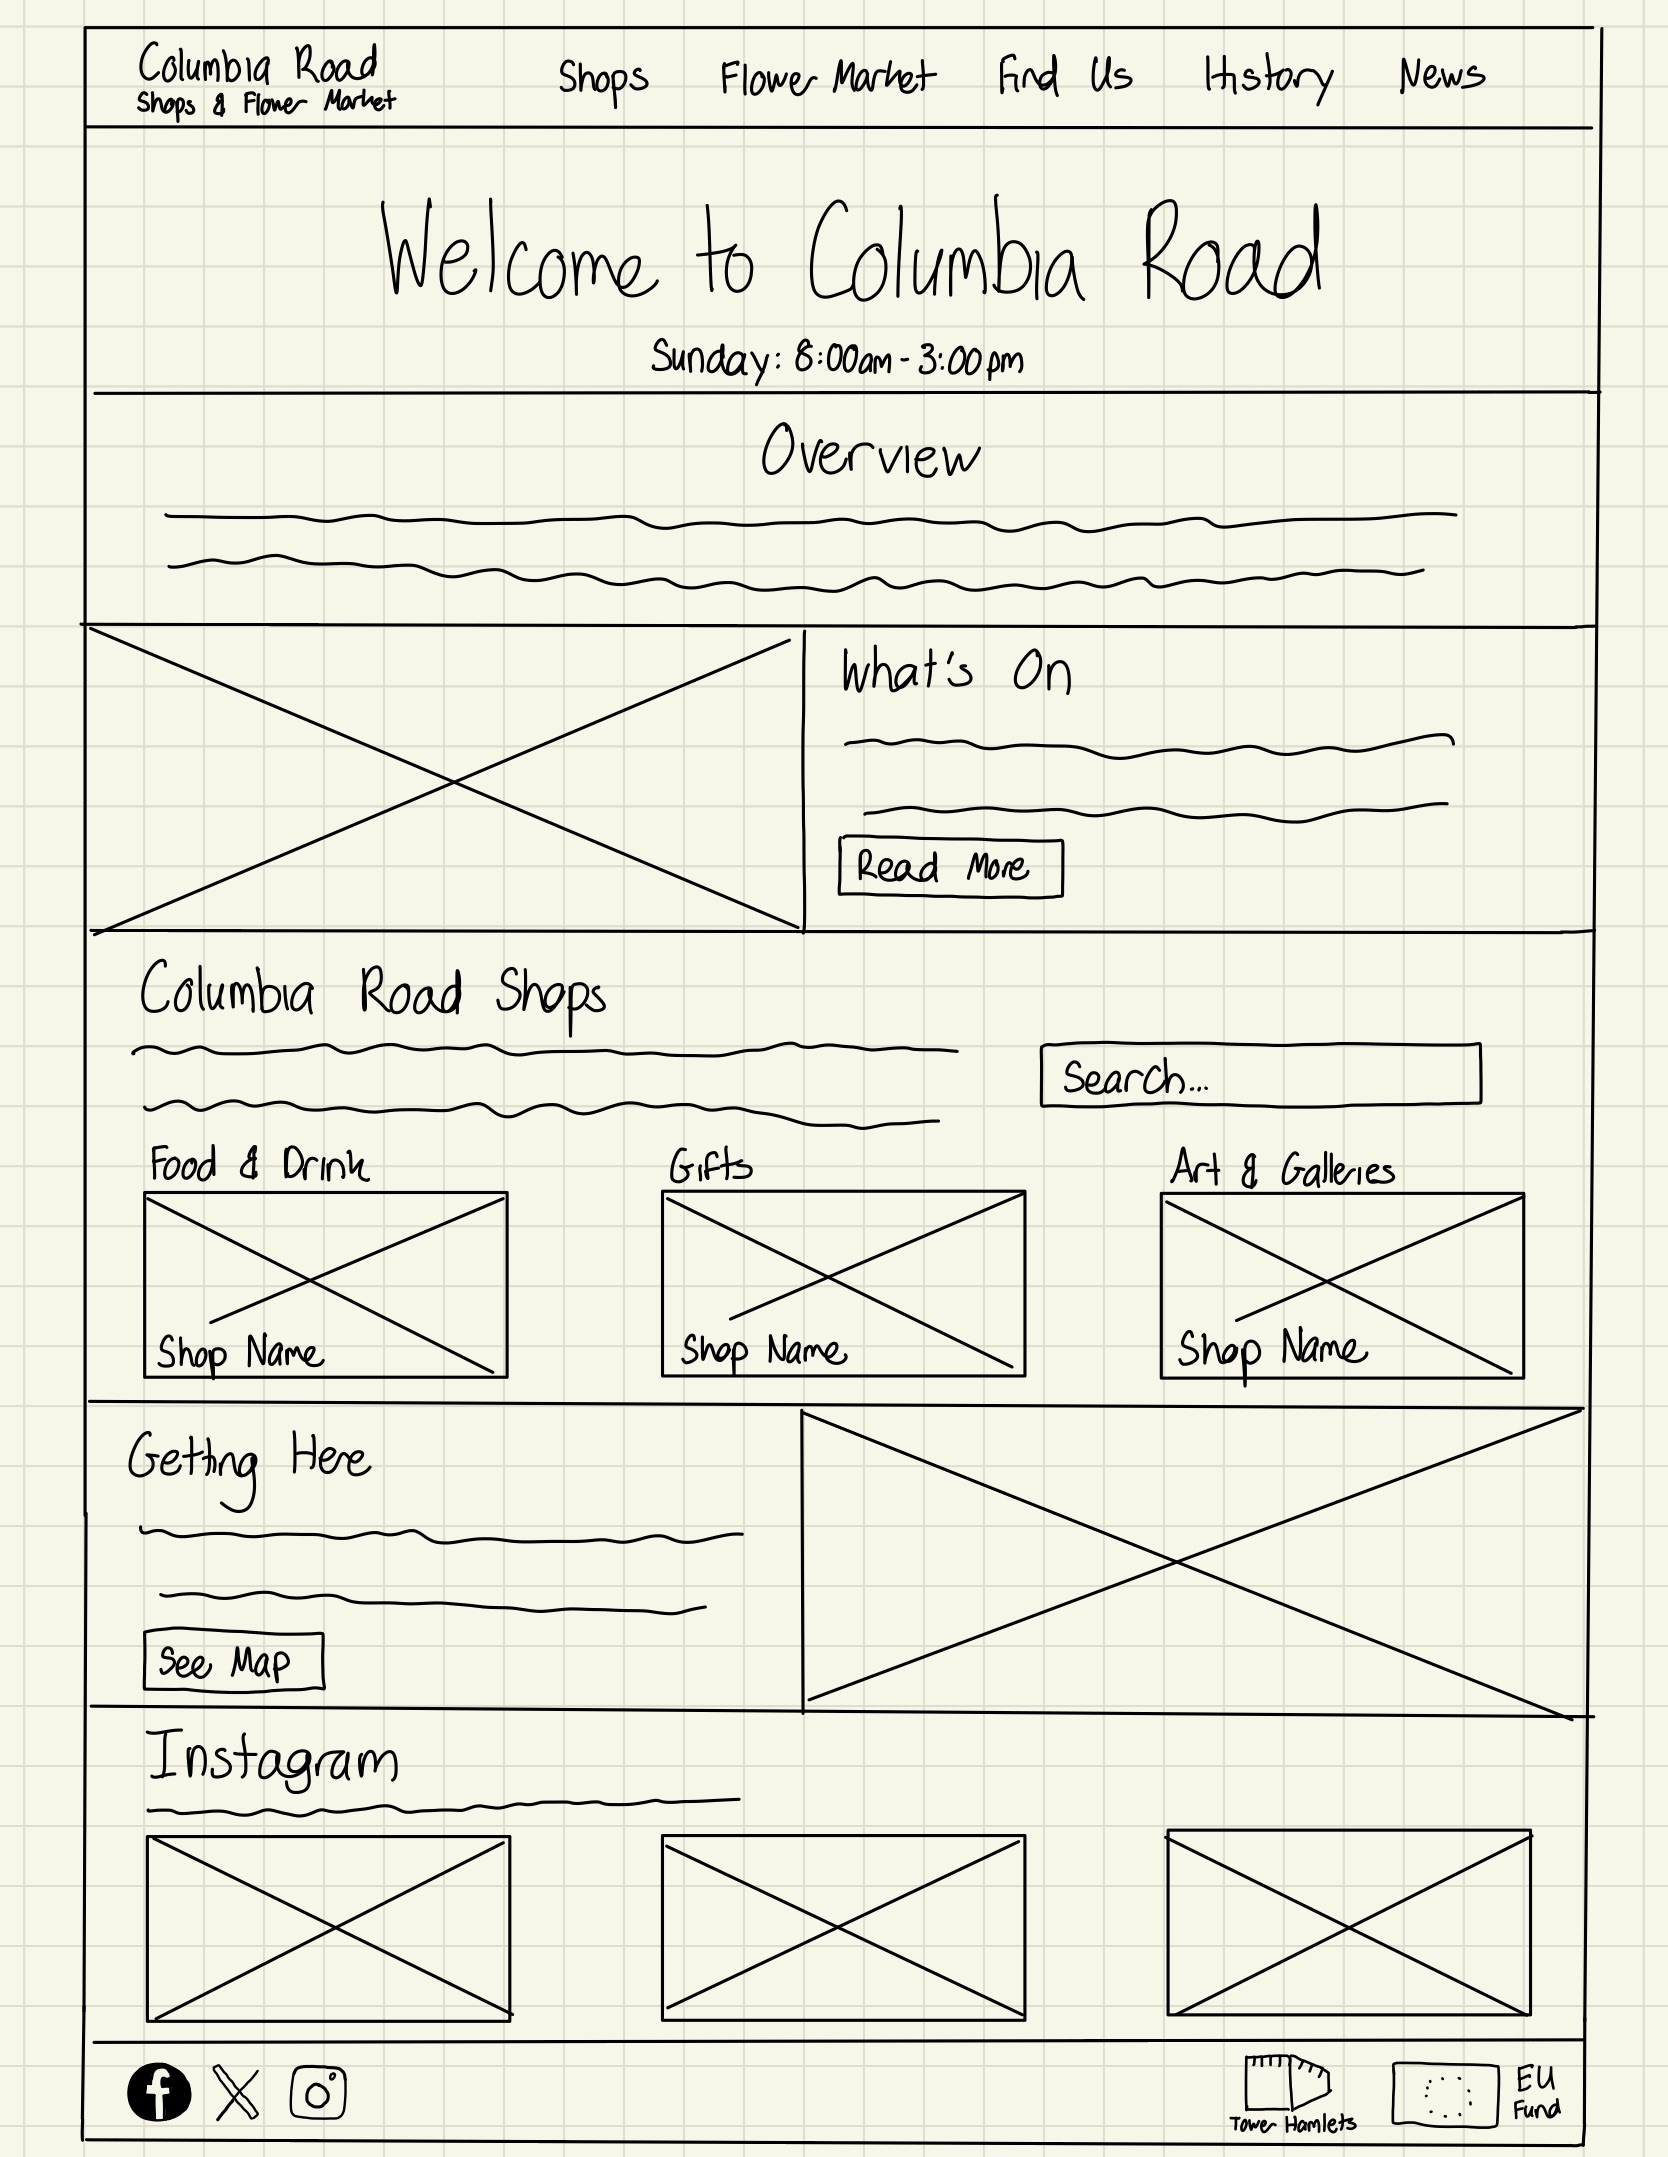 Columbia Road
Shops & Flower Market
Shops Flower Market Find Us History News
Welcome to Columbia Road
Sunday: 8:00am - 3:00pm
Overview
What's On
Read More
Columbia Road Shops
Search...
Food & Drink
Gifts
Art & Galleries
Shop Name
Shop Name
Shop Name
Getting Here
See Map
Instagram
f
Tower Hamlets
EU
Fund